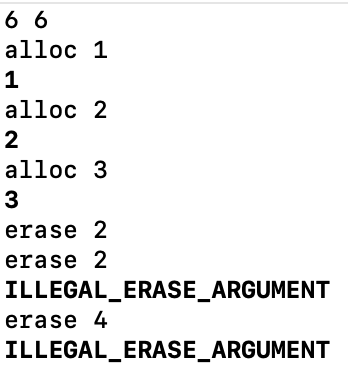 6 6
alloc 1
1
alloc 2
2
alloc 3
3
erase 2
erase 2
ILLEGAL_ERASE_ARGUMENT
erase 4
ILLEGAL_ERASE_ARGUMENT